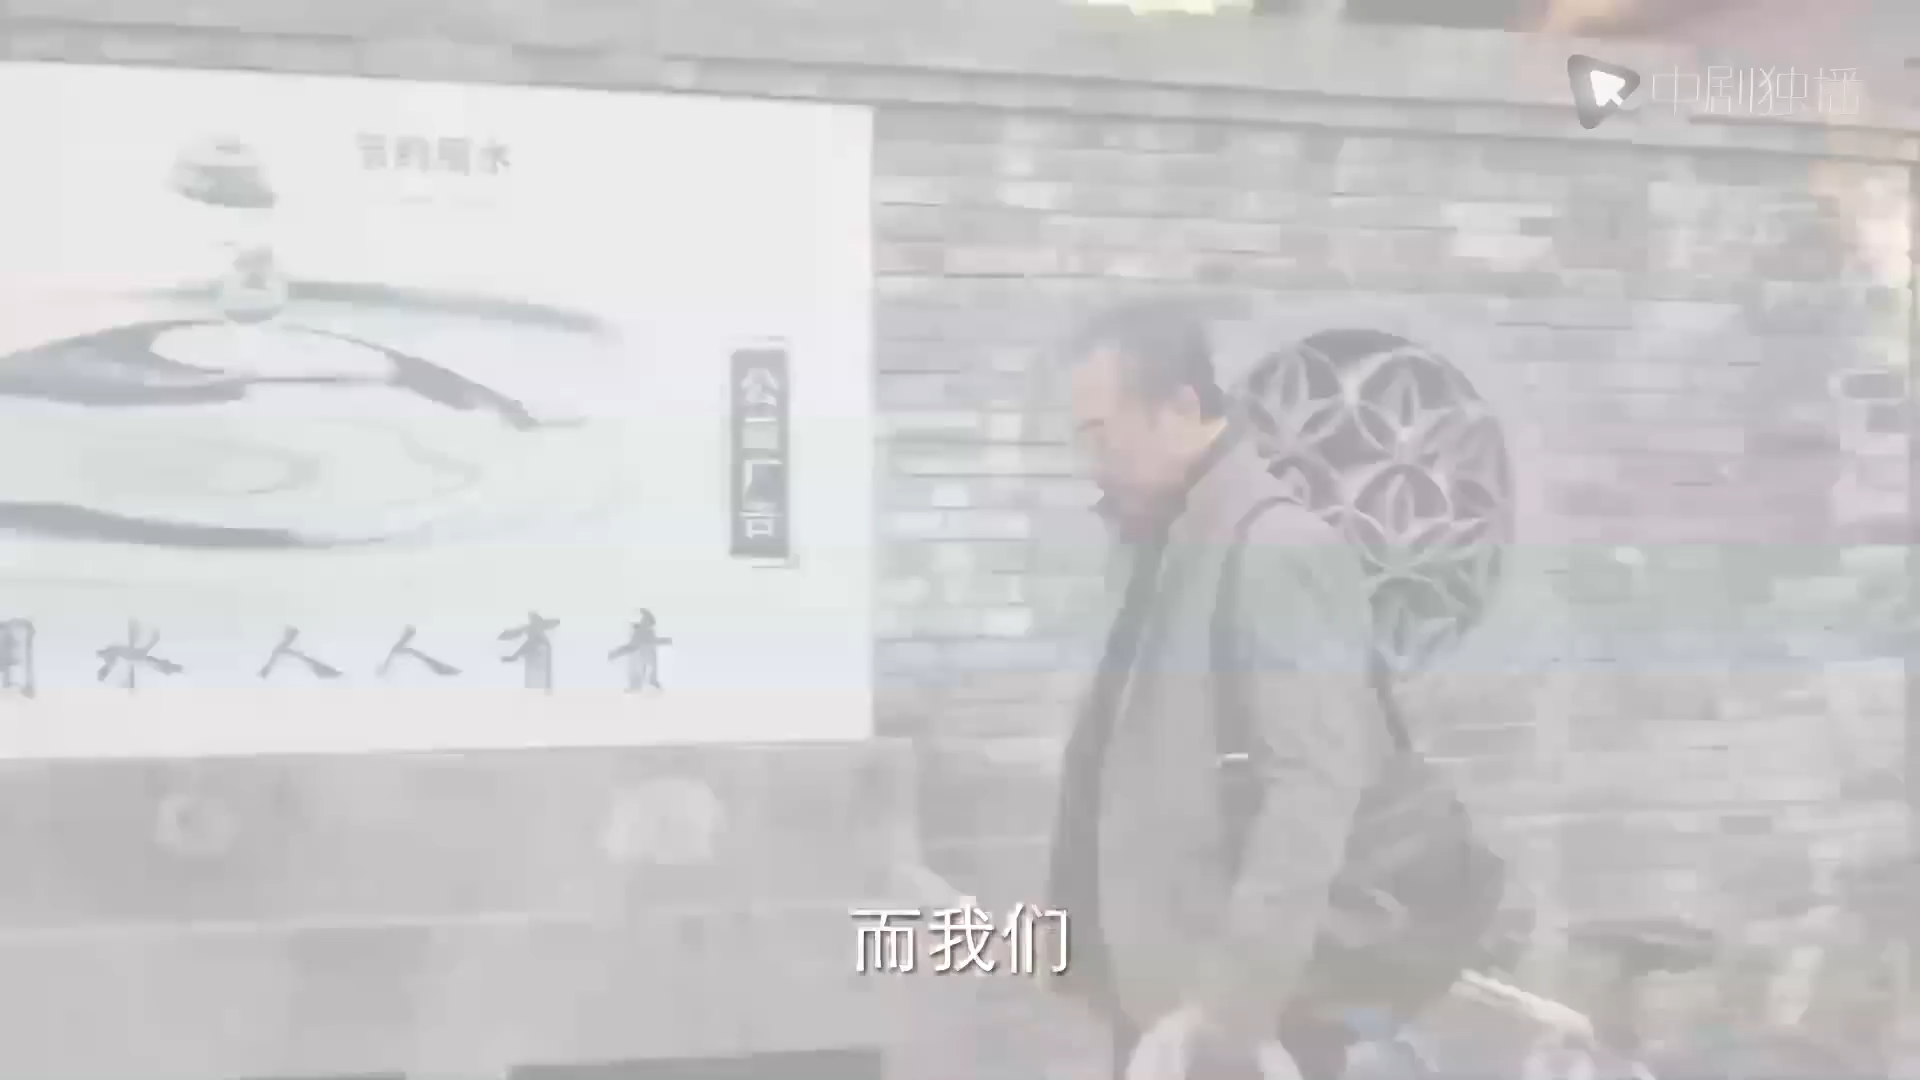 中剧独播
节约用水
公益广告
用水人人有责
而我们